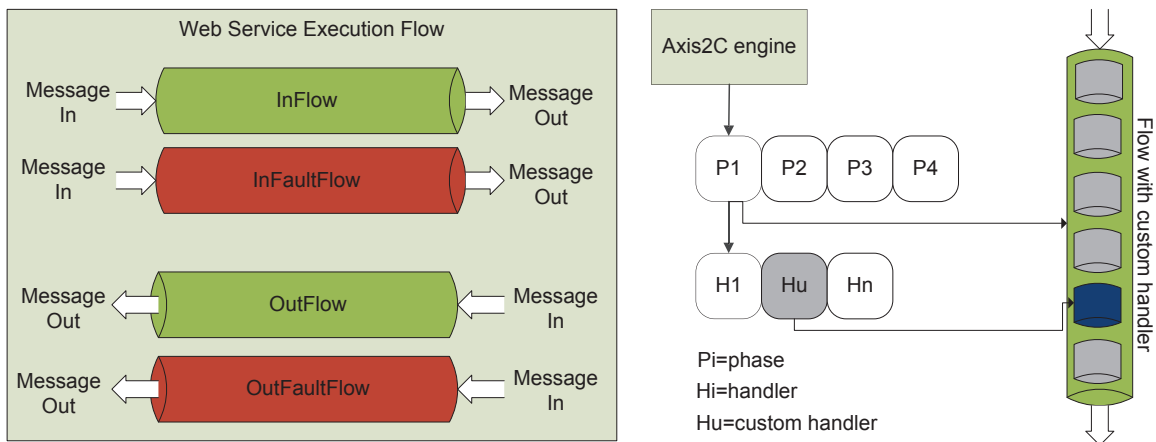 Web Service Execution Flow
Message
In
InFlow
Message
Out
Message
In
InFaultFlow
Message
Out
Message
Out
OutFlow
Message
In
Message
Out
OutFaultFlow
Message
In
Axis2C engine
P1
P2
P3
P4
H1
Hu
Hn
Pi=phase
Hi=handler
Hu=custom handler
Flow with custom handler